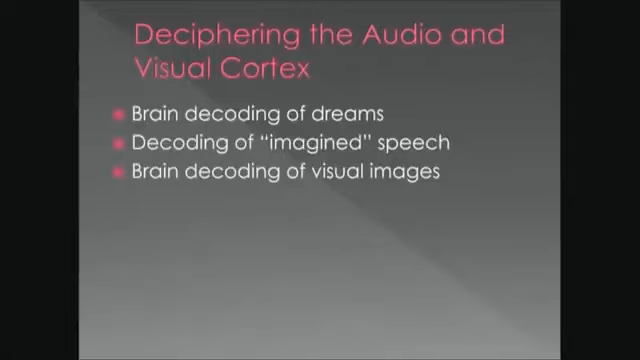 Deciphering the Audio and
Visual Cortex
Brain decoding of dreams
Decoding of “imagined” speech
Brain decoding of visual images